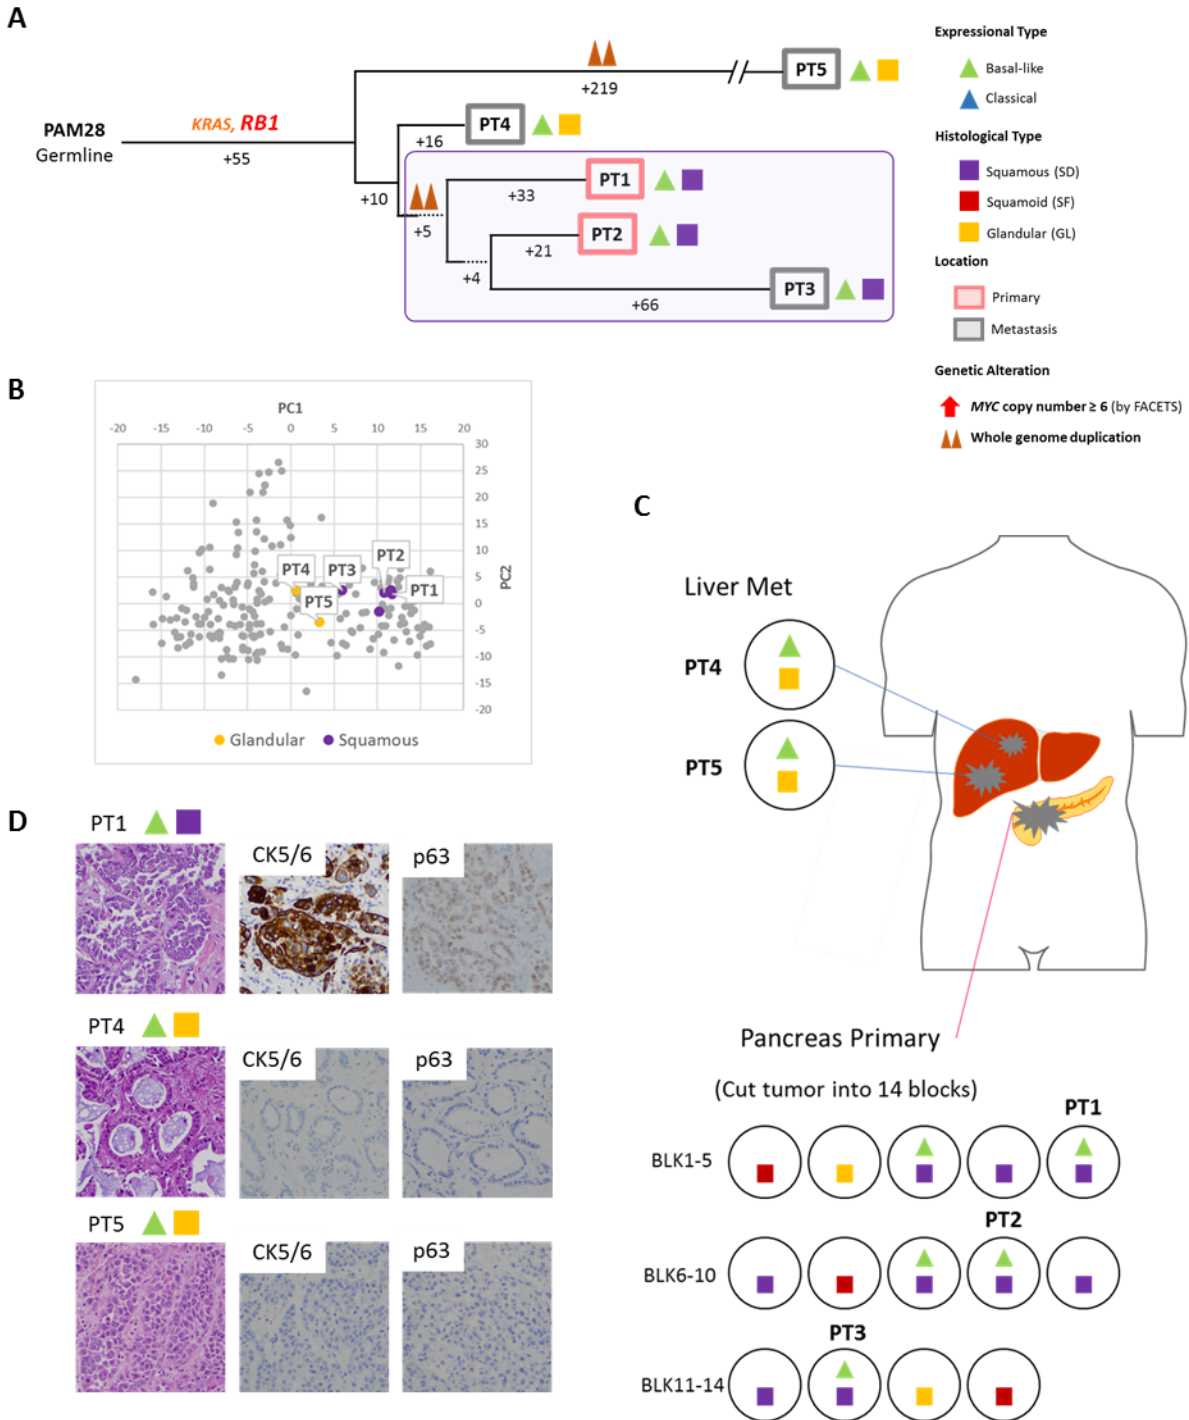 A
PAM28
Germline
KRAS, RB1
+55
+219
PT5
PT4
+16
+10
+5
PT1
+33
PT2
+21
+4
PT3
+66
Expressional Type
Basal-like
Classical
Histological Type
Squamous (SD)
Squamoid (SF)
Glandular (GL)
Location
Primary
Metastasis
Genetic Alteration
MYC copy number ≥ 6 (by FACETS)
Whole genome duplication
B
PC1
-20 -15 -10 -5 0 5 10 15 20
30
25
20
15
10
5
0
-5
-10
-15
-20
PC2
PT4
PT3
PT2
PT5
PT1
Glandular
Squamous
C
Liver Met
PT4
PT5
Pancreas Primary
(Cut tumor into 14 blocks)
PT1
BLK1-5
PT2
BLK6-10
PT3
BLK11-14
D
PT1
CK5/6
p63
PT4
CK5/6
p63
PT5
CK5/6
p63